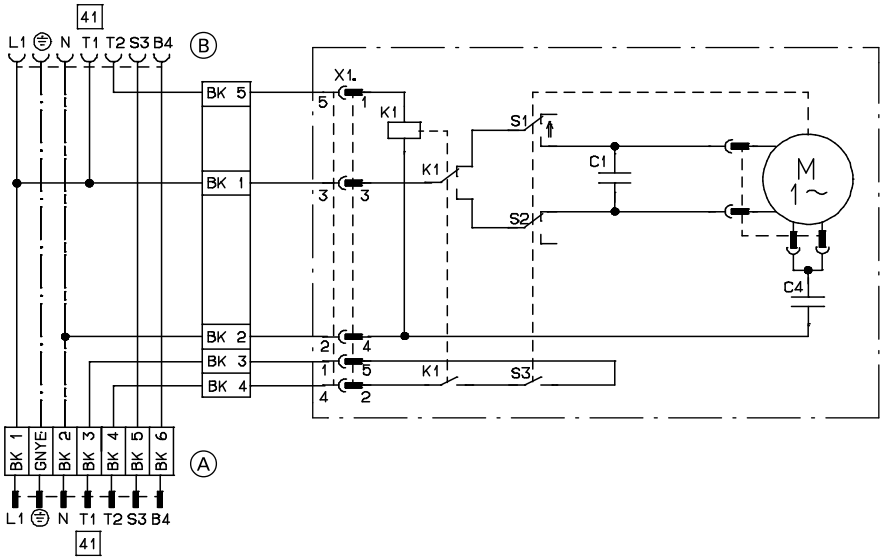 41
L1 N T1 T2 S3 B4 B
X1.
BK 5
5 1
K1
S1
C1
M
1~
BK 1
3 3
K1
S2
C4
BK 2
2 4
BK 3
1 5
BK 4
4 2
K1
S3
BK 1
GNYE
BK 2
BK 3
BK 4
BK 5
BK 6
A
L1 N T1 T2 S3 B4
41